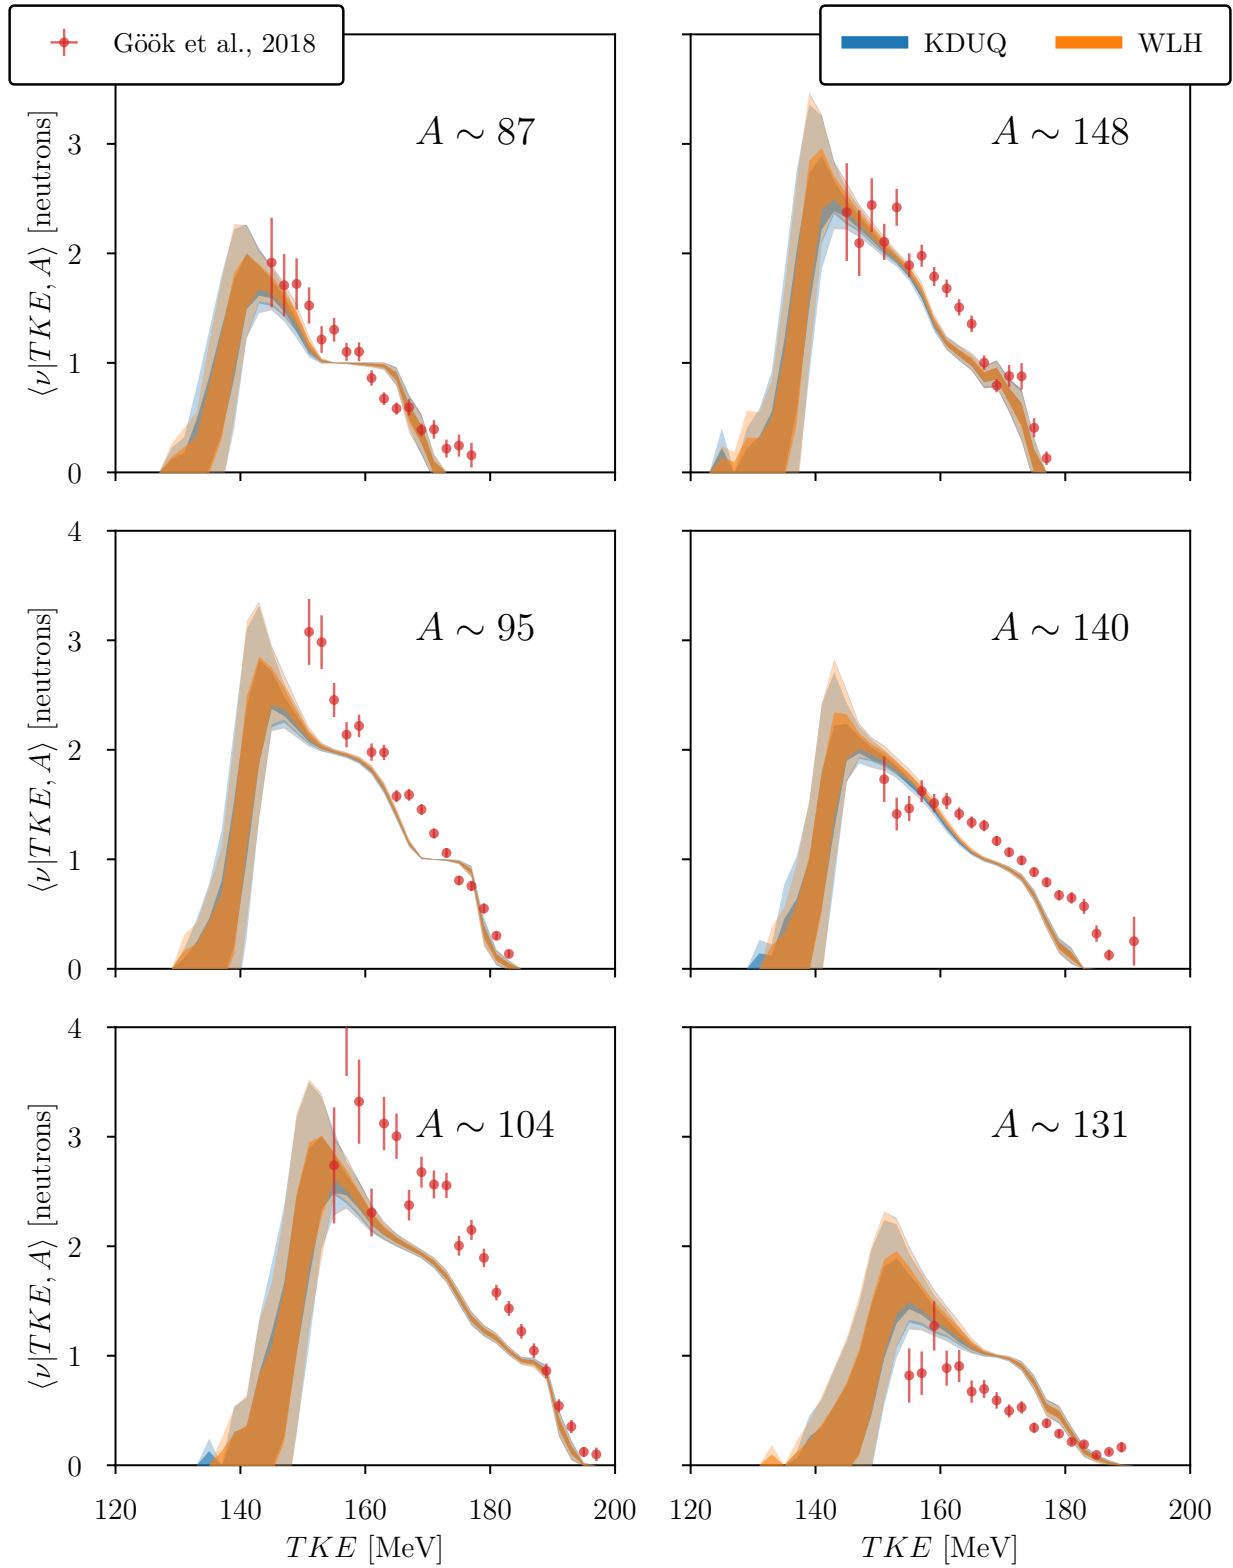 Göök et al., 2018
KDUQ
WLH
⟨ν|TKE, A⟩ [neutrons]
3
2
1
0
A ∼ 87
A ∼ 148
⟨ν|TKE, A⟩ [neutrons]
4
3
2
1
0
A ∼ 95
A ∼ 140
⟨ν|TKE, A⟩ [neutrons]
4
3
2
1
0
A ∼ 104
A ∼ 131
120 140 160 180 200
120 140 160 180 200
TKE [MeV]
TKE [MeV]